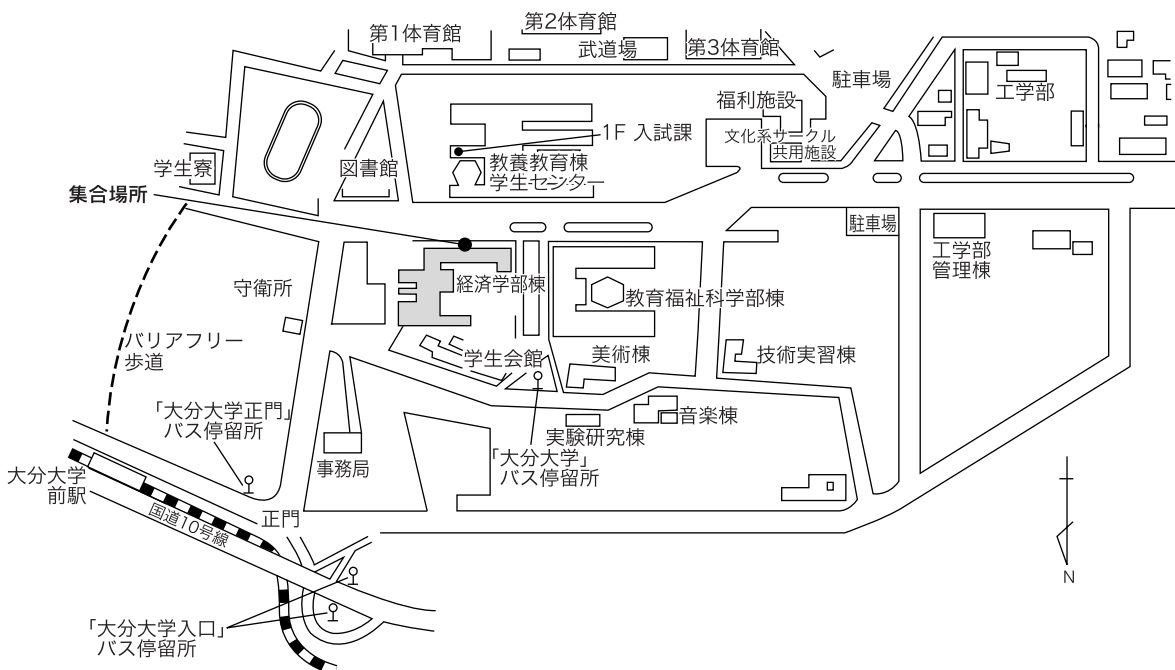 第2体育館
第1体育館
武道場
第3体育館
駐車場
福利施設
工学部
1F 入試課
文化系サークル
共用施設
教養教育棟
学生センター
学生寮
図書館
集合場所
駐車場
工学部
管理棟
守衛所
経済学部棟
教育福祉科学部棟
バリアフリー
歩道
学生会館
美術棟
技術実習棟
「大分大学正門」
バス停留所
音楽棟
実験研究棟
「大分大学」
バス停留所
事務局
大分大学
前駅
国道10号線
正門
「大分大学入口」
バス停留所
N